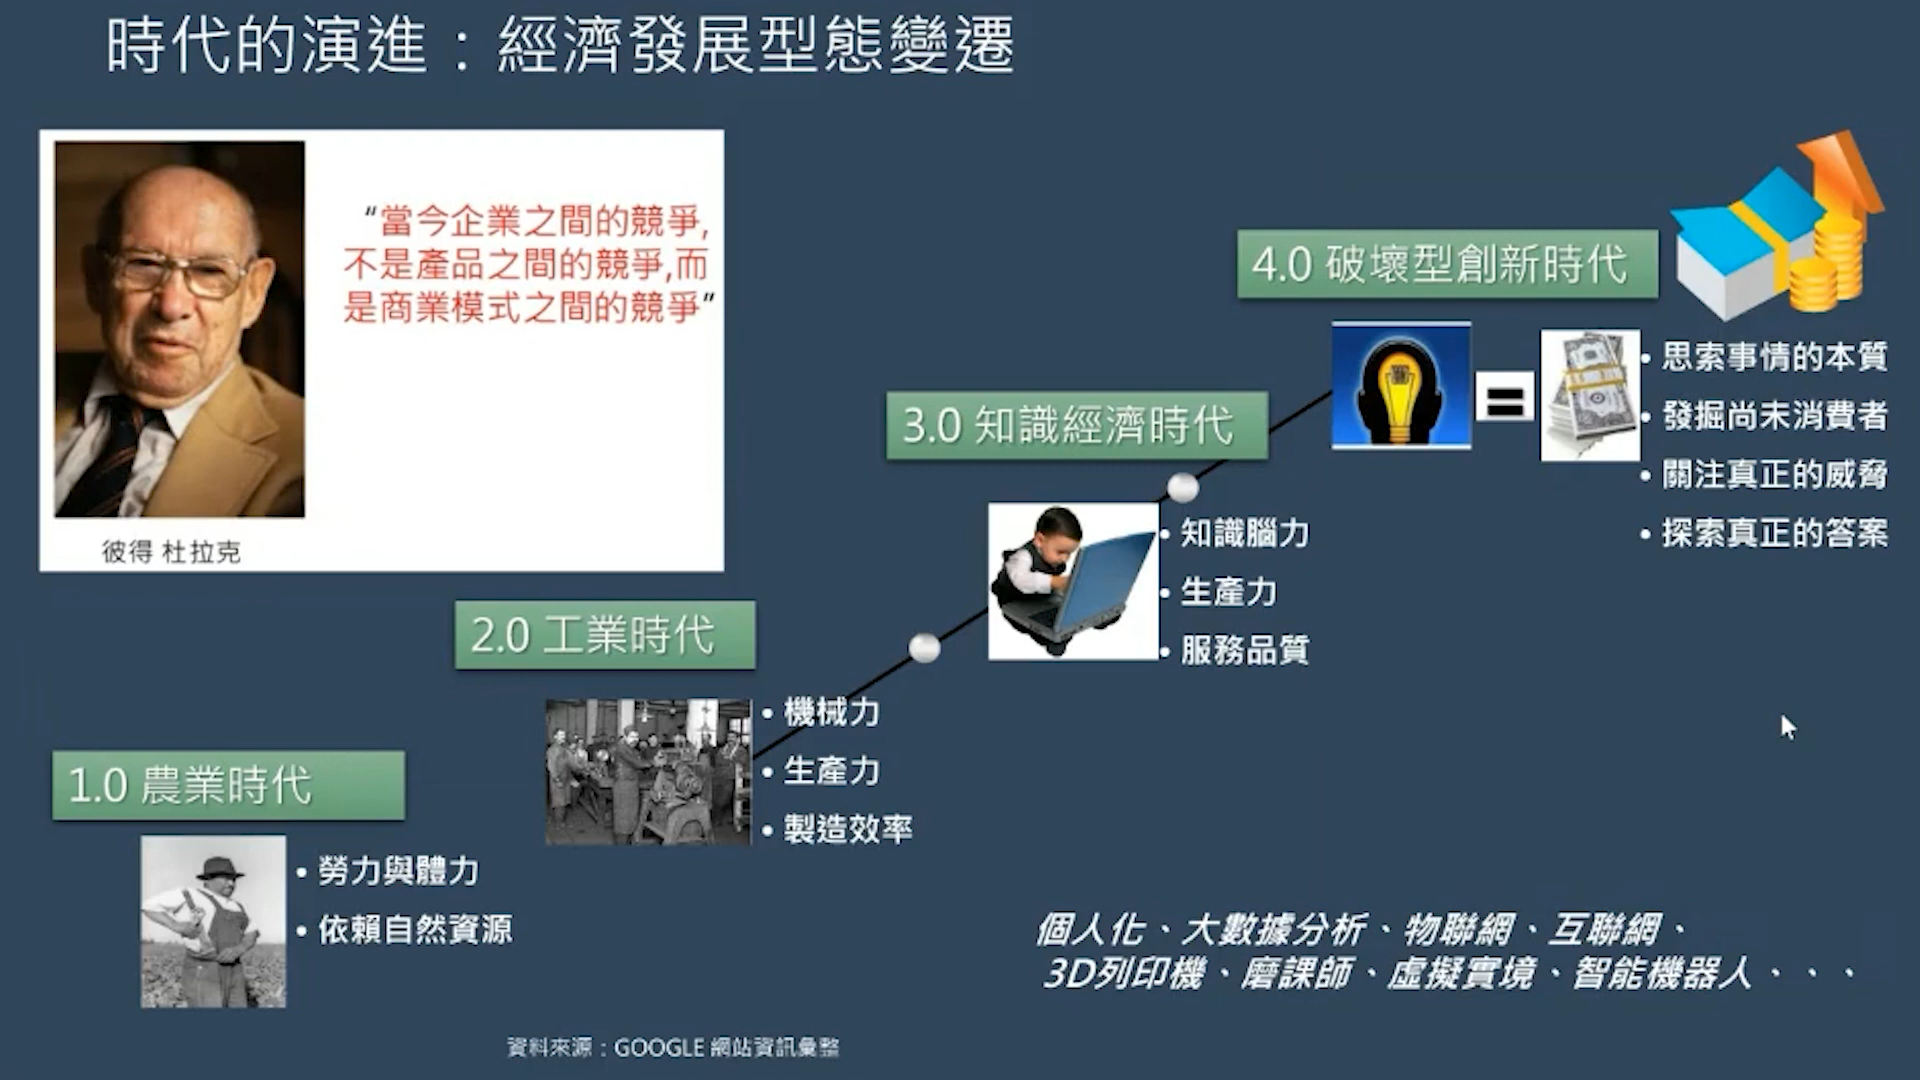 時代的演進：經濟發展型態變遷
“當今企業之間的競爭,
不是產品之間的競爭,而
是商業模式之間的競爭”
彼得 杜拉克
1.0 農業時代
• 勞力與體力
• 依賴自然資源
2.0 工業時代
• 機械力
• 生產力
• 製造效率
3.0 知識經濟時代
• 知識腦力
• 生產力
• 服務品質
4.0 破壞型創新時代
=
• 思索事情的本質
• 發掘尚未消費者
• 關注真正的威脅
• 探索真正的答案
個人化、大數據分析、物聯網、互聯網、
3D列印機、磨課師、虛擬實境、智能機器人、、、
資料來源：GOOGLE 網站資訊彙整